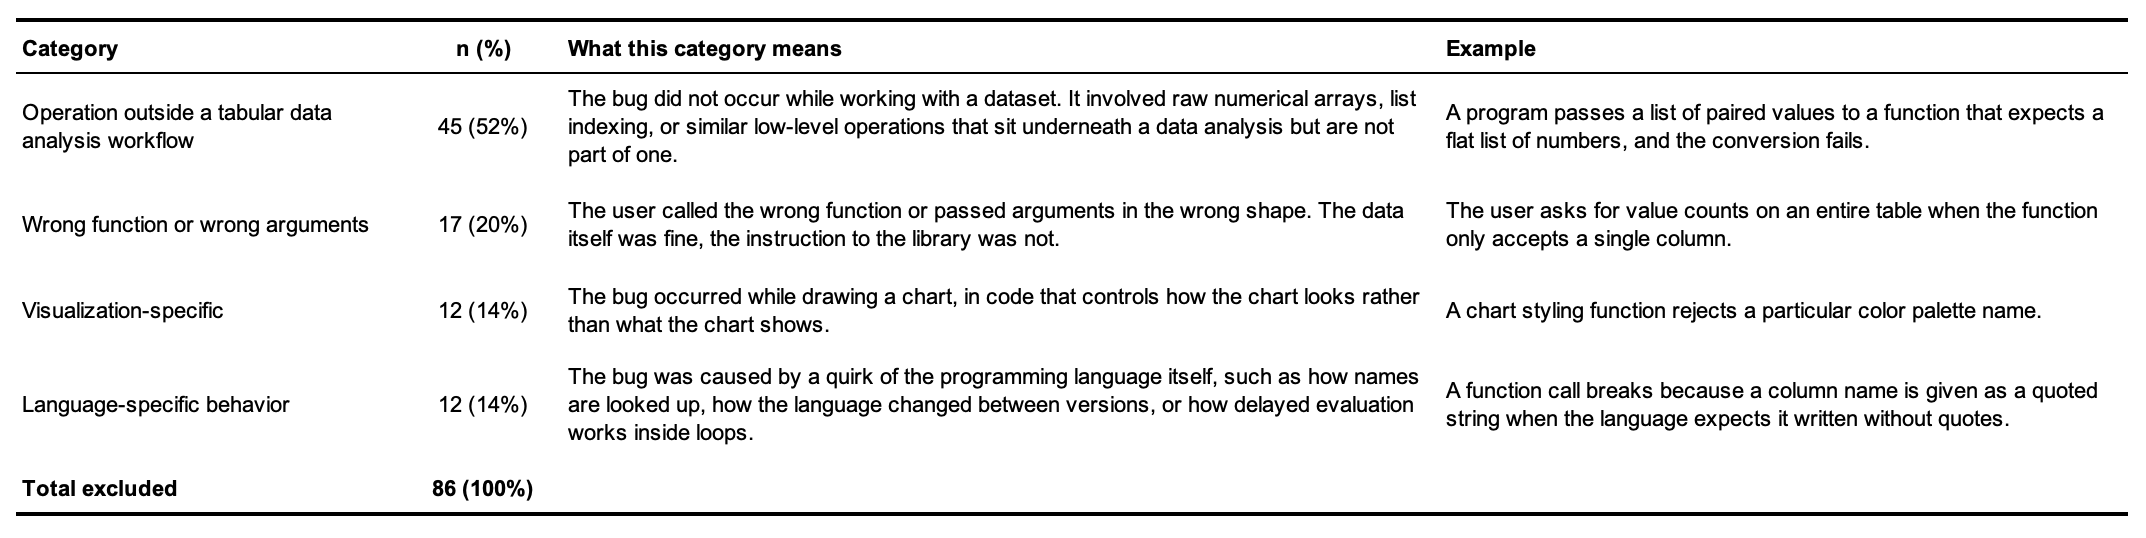 Category n (%) What this category means Example
Operation outside a tabular data
analysis workflow
45 (52%)
The bug did not occur while working with a dataset. It involved raw numerical arrays, list
indexing, or similar low-level operations that sit underneath a data analysis but are not
part of one.
A program passes a list of paired values to a function that expects a
flat list of numbers, and the conversion fails.
Wrong function or wrong arguments
17 (20%)
The user called the wrong function or passed arguments in the wrong shape. The data
itself was fine, the instruction to the library was not.
The user asks for value counts on an entire table when the function
only accepts a single column.
Visualization-specific
12 (14%)
The bug occurred while drawing a chart, in code that controls how the chart looks rather
than what the chart shows.
A chart styling function rejects a particular color palette name.
Language-specific behavior
12 (14%)
The bug was caused by a quirk of the programming language itself, such as how names
are looked up, how the language changed between versions, or how delayed evaluation
works inside loops.
A function call breaks because a column name is given as a quoted
string when the language expects it written without quotes.
Total excluded 86 (100%)